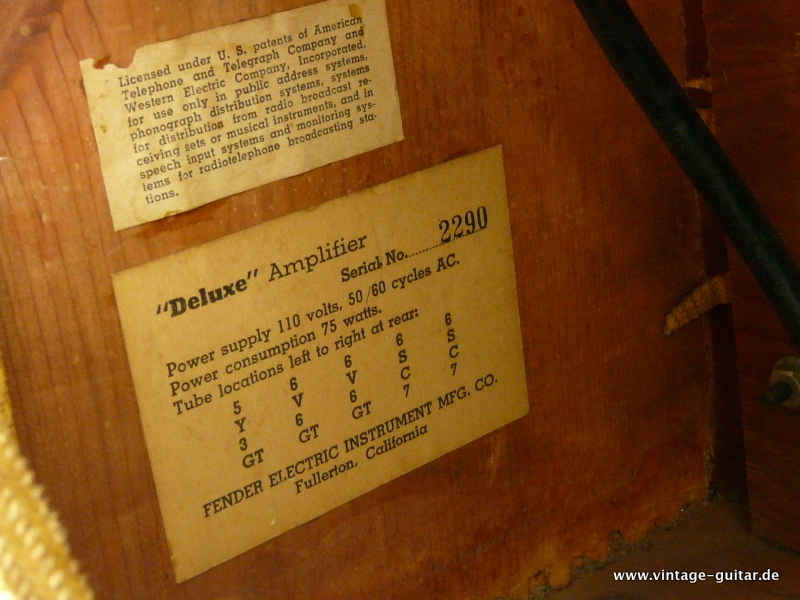 Licensed under U. S. patents of American
Telephone and Telegraph Company and
Western Electric Company, Incorporated,
for use only in public address systems,
phonograph distribution systems, systems
for distribution from radio broadcast re-
ceiving sets or musical instruments, and in
speech input systems and monitoring sys-
tems for radiotelephone broadcasting sta-
tions.
"Deluxe" Amplifier
Serial No. 2290
Power supply 110 volts, 50/60 cycles AC.
Power consumption 75 watts.
Tube locations left to right at rear:
5 6 6 6 6
Y V V S S
3 6 6 C C
GT GT GT 7 7
FENDER ELECTRIC INSTRUMENT MFG. CO.
Fullerton, California
www.vintage-guitar.de